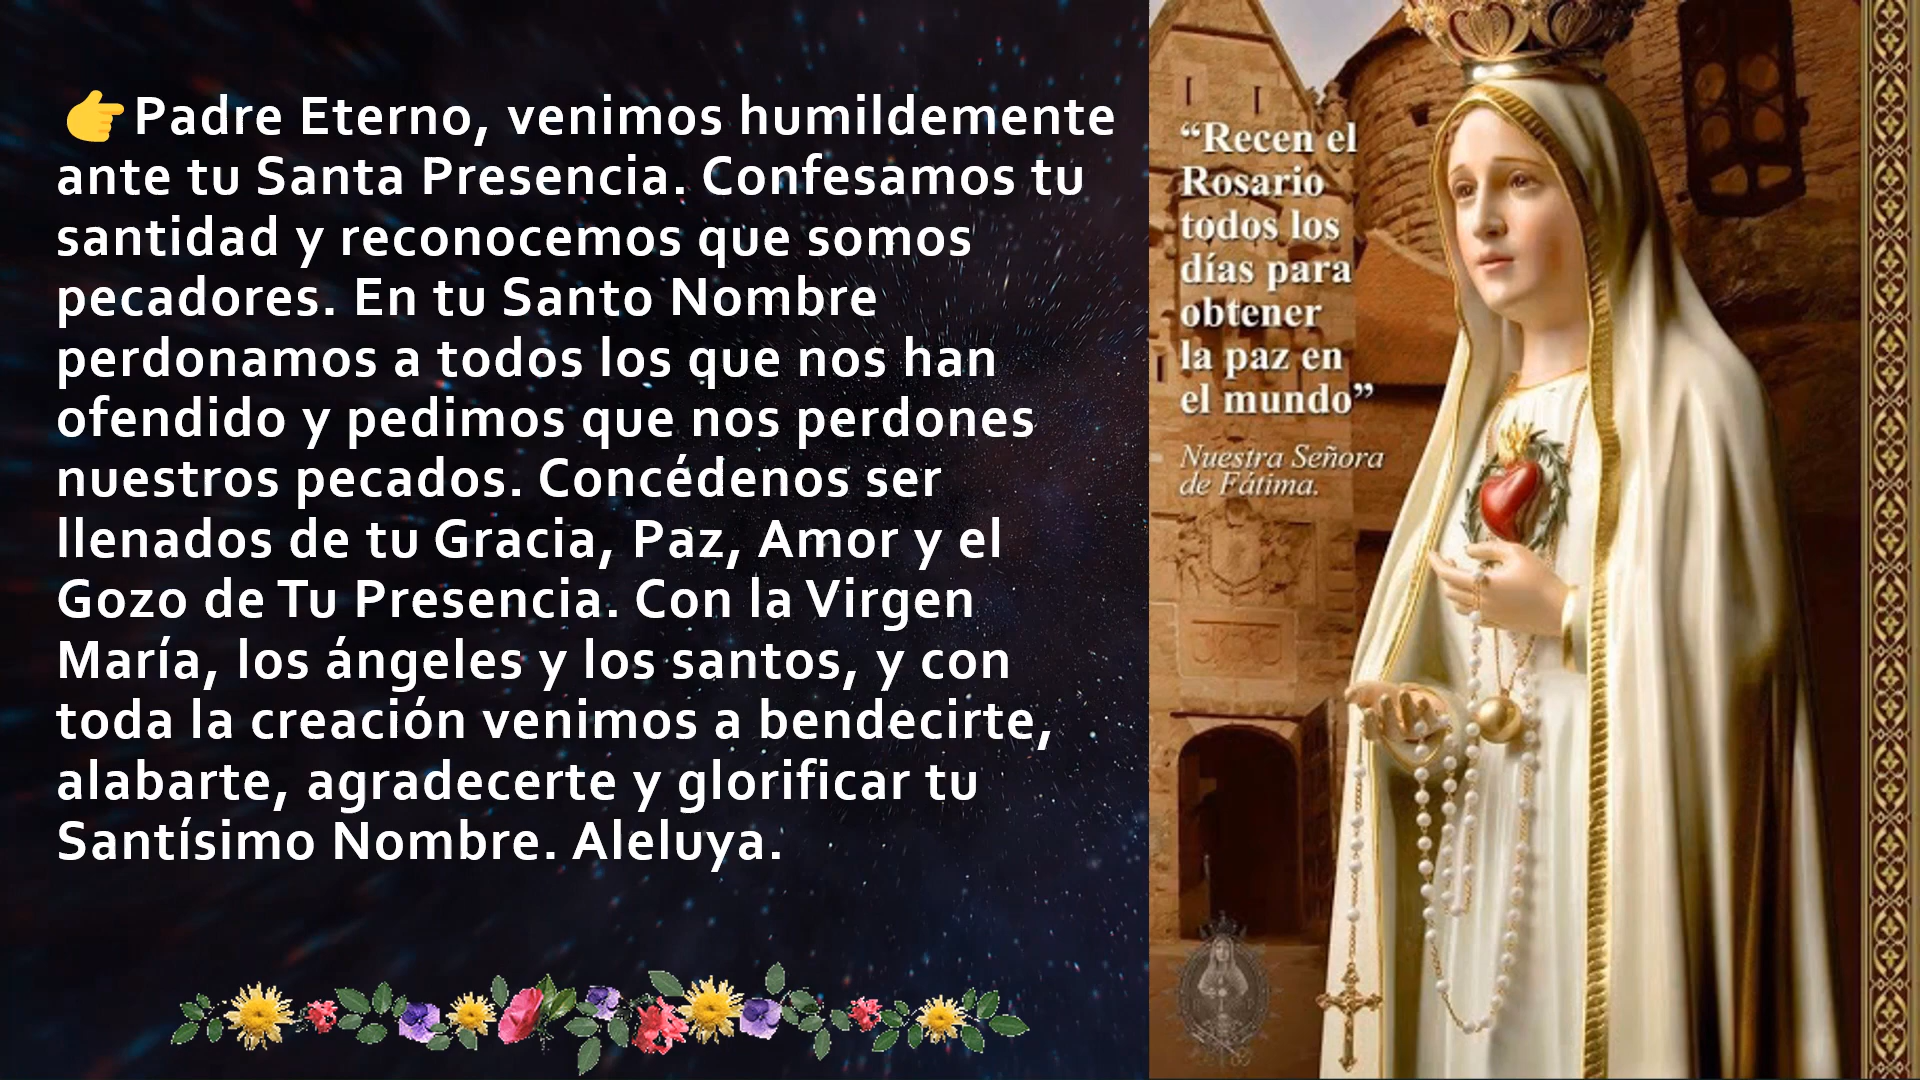 👉Padre Eterno, venimos humildemente
ante tu Santa Presencia. Confesamos tu
santidad y reconocemos que somos
pecadores. En tu Santo Nombre
perdonamos a todos los que nos han
ofendido y pedimos que nos perdones
nuestros pecados. Concédenos ser
llenados de tu Gracia, Paz, Amor y el
Gozo de Tu Presencia. Con la Virgen
María, los ángeles y los santos, y con
toda la creación venimos a bendecirte,
alabarte, agradecerte y glorificar tu
Santísimo Nombre. Aleluya.
“Recen el
Rosario
todos los
días para
obtener
la paz en
el mundo”
Nuestra Señora
de Fátima.